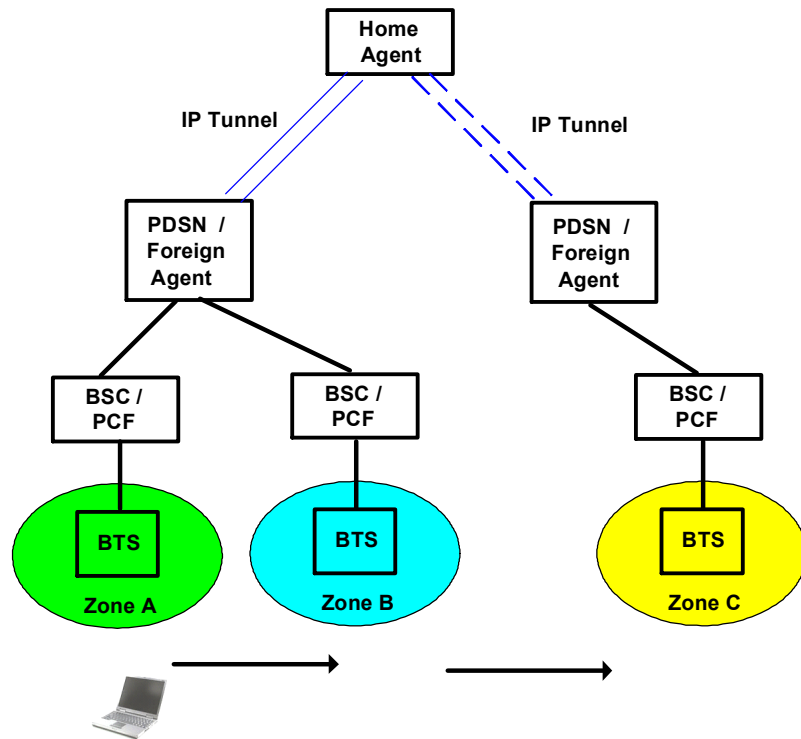 Home
Agent
IP Tunnel
IP Tunnel
PDSN /
Foreign
Agent
PDSN /
Foreign
Agent
BSC /
PCF
BSC /
PCF
BSC /
PCF
BTS
BTS
BTS
Zone A
Zone B
Zone C